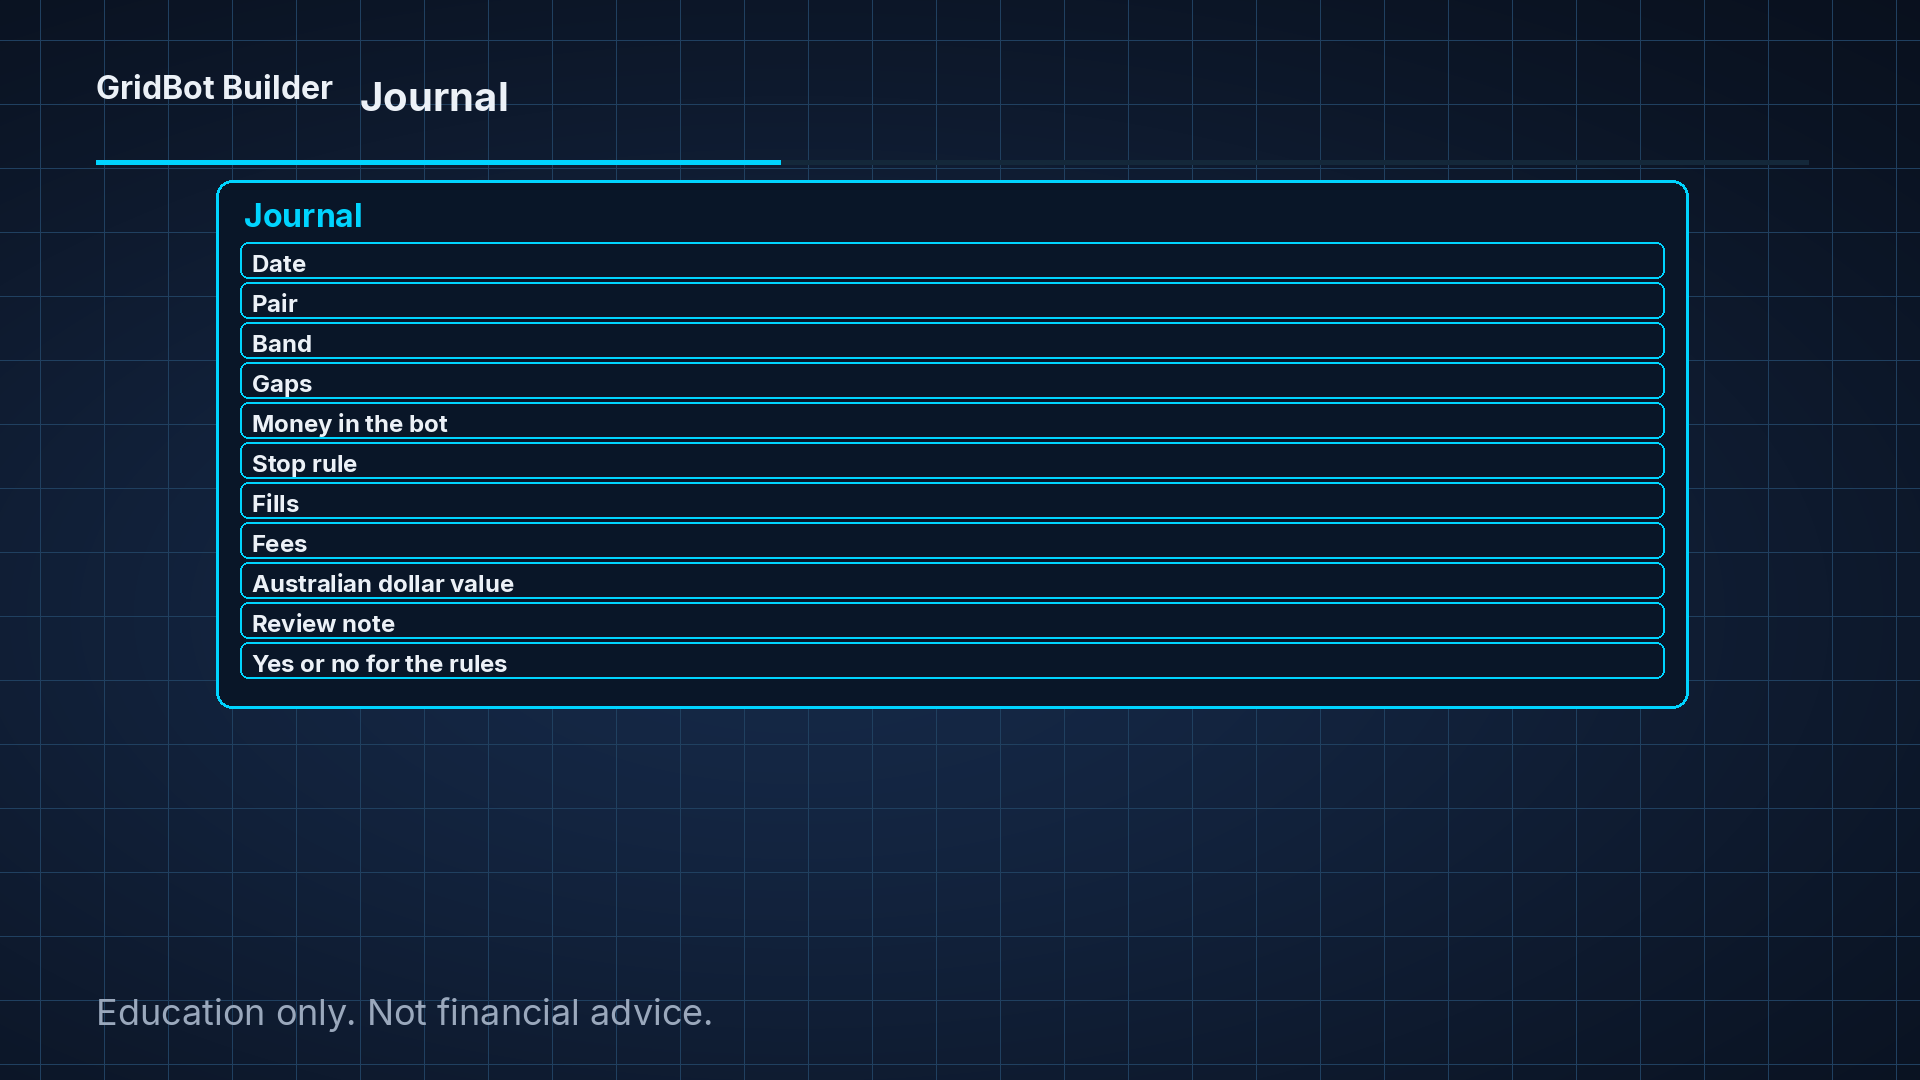 GridBot Builder
Journal
Journal
Date
Pair
Band
Gaps
Money in the bot
Stop rule
Fills
Fees
Australian dollar value
Review note
Yes or no for the rules
Education only. Not financial advice.